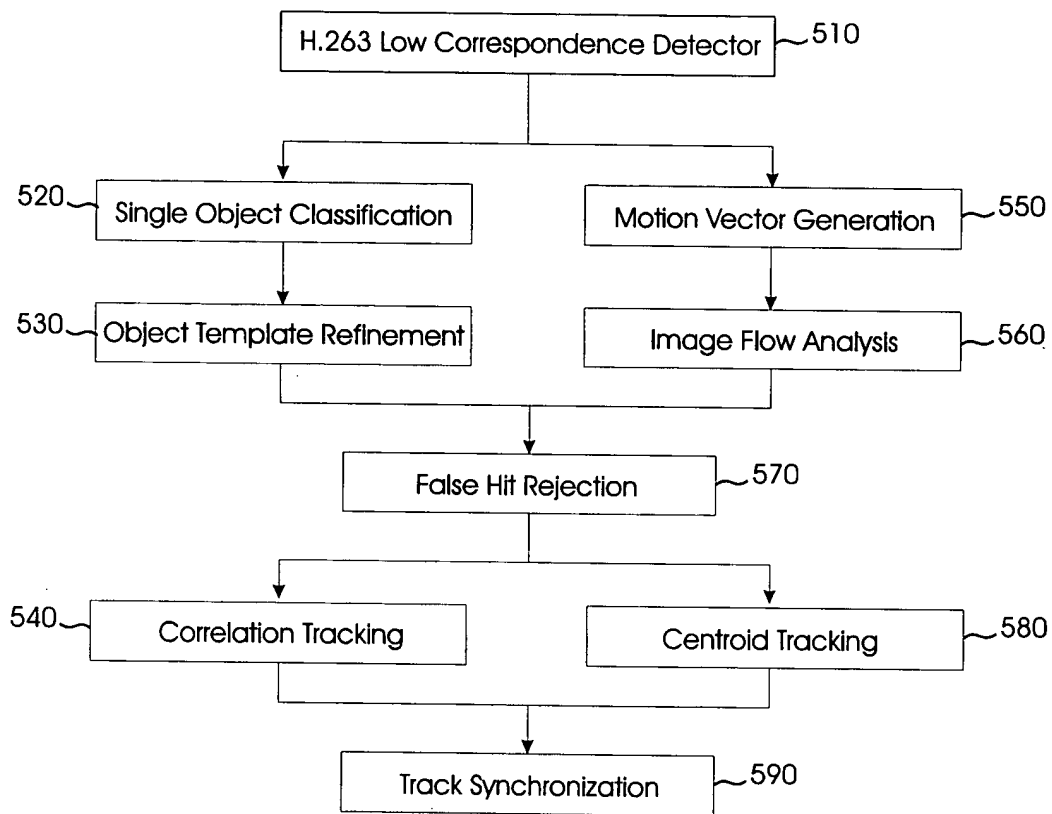 H.263 Low Correspondence Detector 510
520 Single Object Classification
Motion Vector Generation 550
530 Object Template Refinement
Image Flow Analysis 560
False Hit Rejection 570
540 Correlation Tracking
Centroid Tracking 580
Track Synchronization 590